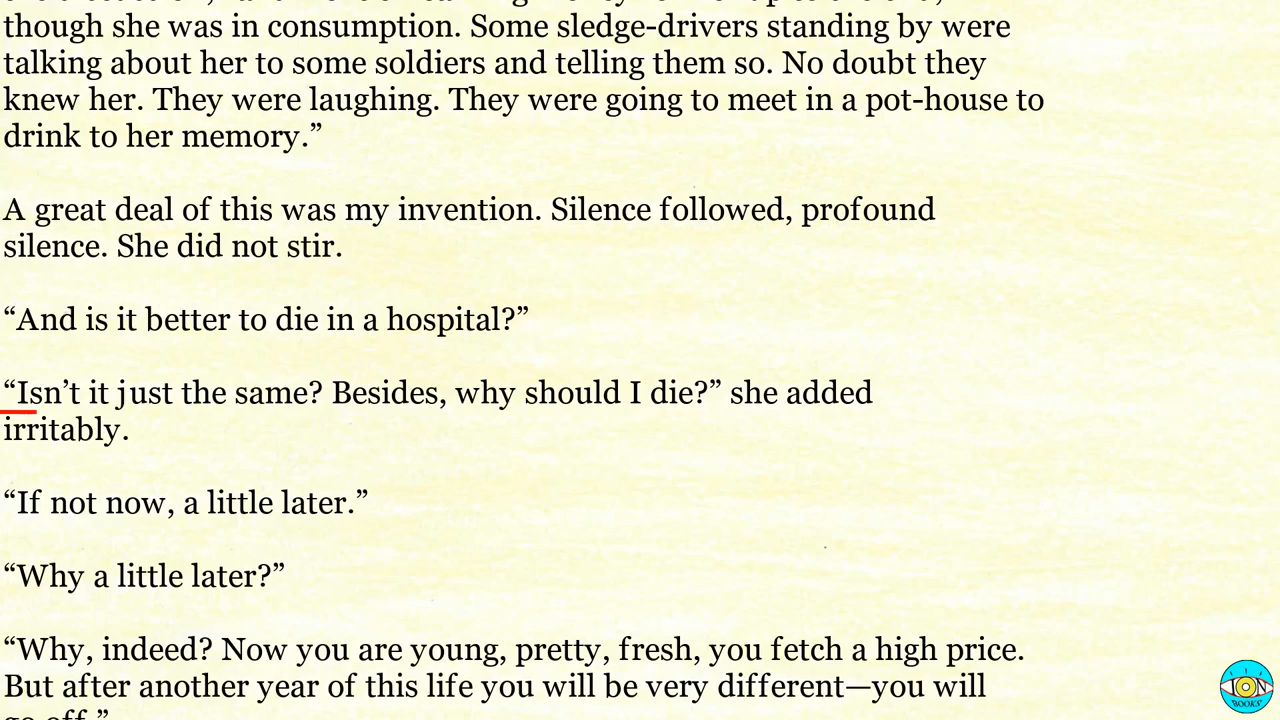 though she was in consumption. Some sledge-drivers standing by were
talking about her to some soldiers and telling them so. No doubt they
knew her. They were laughing. They were going to meet in a pot-house to
drink to her memory.”
A great deal of this was my invention. Silence followed, profound
silence. She did not stir.
“And is it better to die in a hospital?”
“Isn’t it just the same? Besides, why should I die?” she added
irritably.
“If not now, a little later.”
“Why a little later?”
“Why, indeed? Now you are young, pretty, fresh, you fetch a high price.
But after another year of this life you will be very different—you will
go off.”
ION
BOOKS